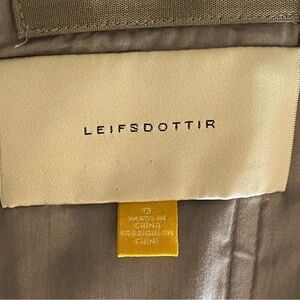 LEIFSDOTTIR
0
MADE IN
CHINA
FABRIQUE EN
CHINE